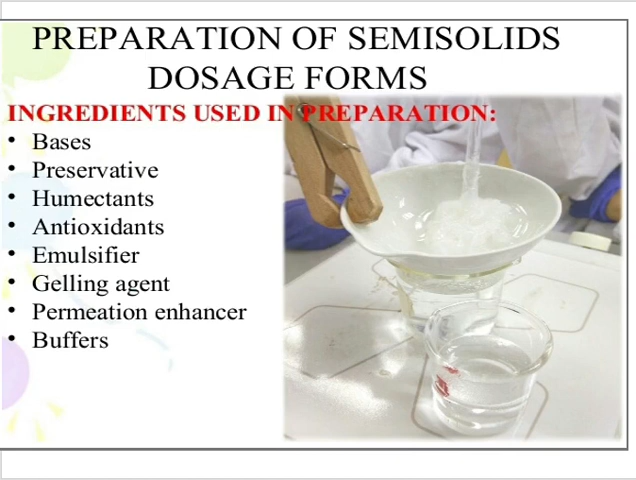 PREPARATION OF SEMISOLIDS
DOSAGE FORMS
INGREDIENTS USED IN PREPARATION:
• Bases
• Preservative
• Humectants
• Antioxidants
• Emulsifier
• Gelling agent
• Permeation enhancer
• Buffers